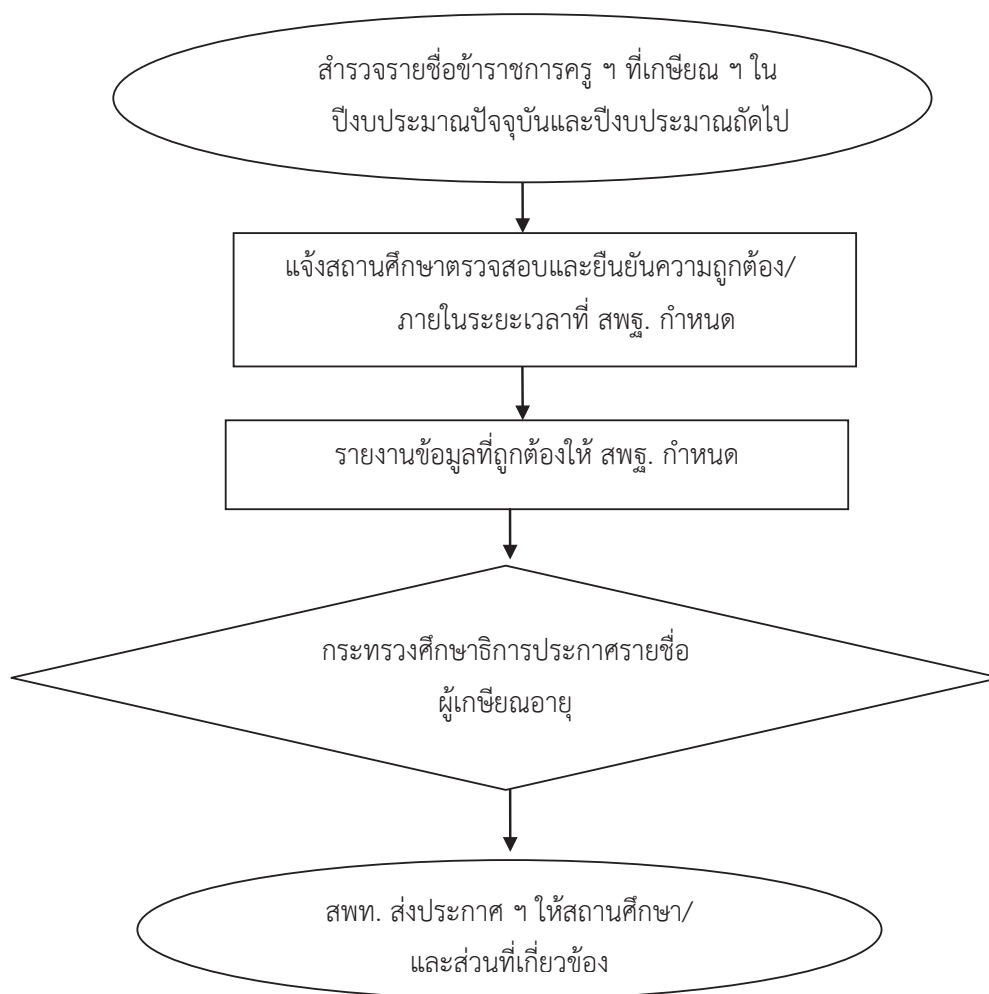 สำรวจรายชื่อข้าราชการครู ฯ ที่เกษียณ ฯ ใน
ปีงบประมาณปัจจุบันและปีงบประมาณถัดไป
แจ้งสถานศึกษาตรวจสอบและยืนยันความถูกต้อง/
ภายในระยะเวลาที่ สพฐ. กำหนด
รายงานข้อมูลที่ถูกต้องให้ สพฐ. กำหนด
กระทรวงศึกษาธิการประกาศรายชื่อ
ผู้เกษียณอายุ
สพท. ส่งประกาศ ฯ ให้สถานศึกษา/
และส่วนที่เกี่ยวข้อง